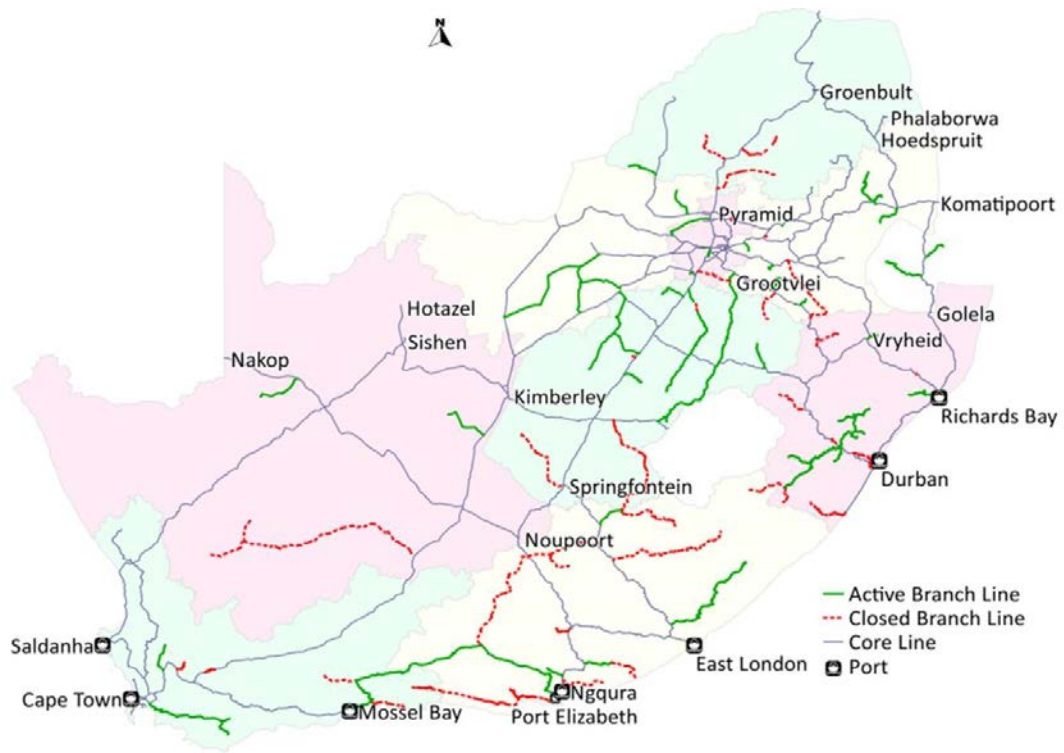 N
Groenbult
Phalaborwa
Hoedspruit
Pyramid
Komatipoort
Grootvlei
Hotazel
Golela
Sishen
Vryheid
Nakop
Kimberley
Richards Bay
Durban
Springfontein
Noupoort
Active Branch Line
Closed Branch Line
Core Line
Port
Saldanha
East London
Cape Town
Ngqura
Mossel Bay
Port Elizabeth